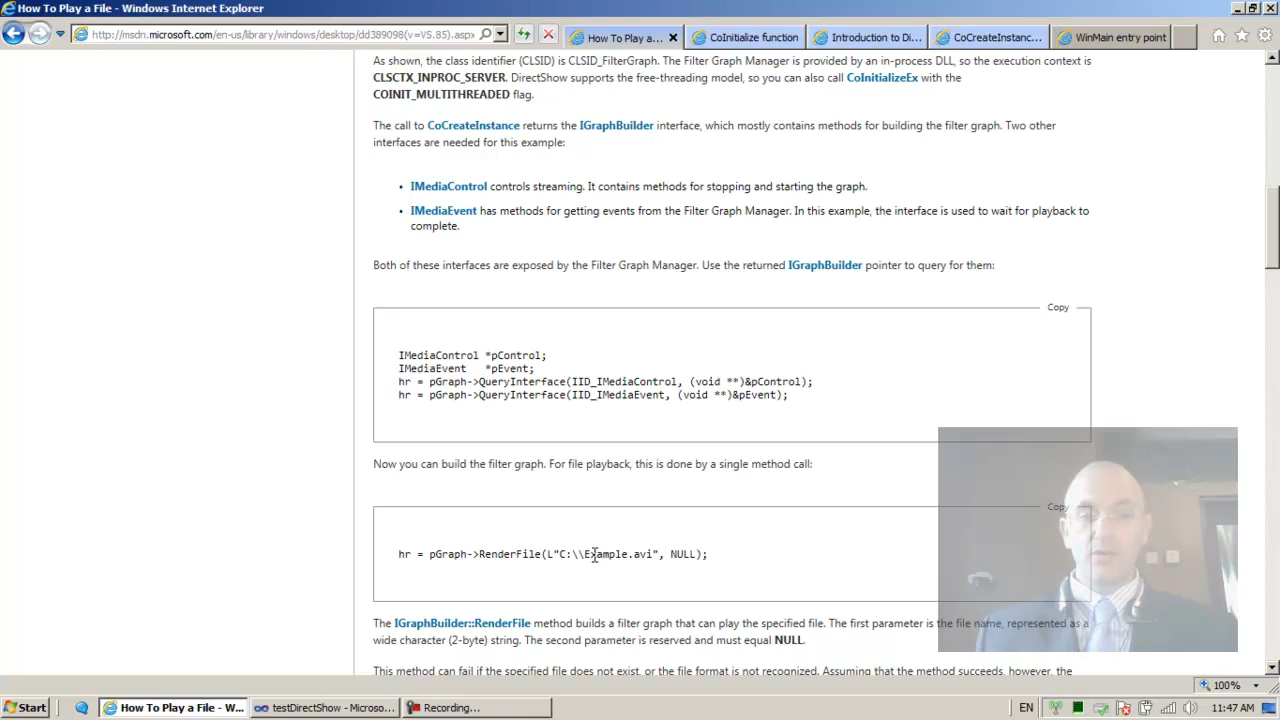 How To Play a File - Windows Internet Explorer
http://msdn.microsoft.com/en-us/library/windows/desktop/dd389098(v=VS.85).aspx
How To Play a...
CoInitialize function
Introduction to Di...
CoCreateInstanc...
WinMain entry point
As shown, the class identifier (CLSID) is CLSID_FilterGraph. The Filter Graph Manager is provided by an in-process DLL, so the execution context is
CLSCTX_INPROC_SERVER. DirectShow supports the free-threading model, so you can also call CoInitializeEx with the
COINIT_MULTITHREADED flag.
The call to CoCreateInstance returns the IGraphBuilder interface, which mostly contains methods for building the filter graph. Two other
interfaces are needed for this example:
• IMediaControl controls streaming. It contains methods for stopping and starting the graph.
• IMediaEvent has methods for getting events from the Filter Graph Manager. In this example, the interface is used to wait for playback to
complete.
Both of these interfaces are exposed by the Filter Graph Manager. Use the returned IGraphBuilder pointer to query for them:
Copy
IMediaControl *pControl;
IMediaEvent   *pEvent;
hr = pGraph->QueryInterface(IID_IMediaControl, (void **)&pControl);
hr = pGraph->QueryInterface(IID_IMediaEvent, (void **)&pEvent);
Now you can build the filter graph. For file playback, this is done by a single method call:
Copy
hr = pGraph->RenderFile(L"C:\\Example.avi", NULL);
The IGraphBuilder::RenderFile method builds a filter graph that can play the specified file. The first parameter is the file name, represented as a
wide character (2-byte) string. The second parameter is reserved and must equal NULL.
This method can fail if the specified file does not exist, or the file format is not recognized. Assuming that the method succeeds, however, the
100%
Start
How To Play a File - W...
testDirectShow - Microso...
Recording...
EN
11:47 AM